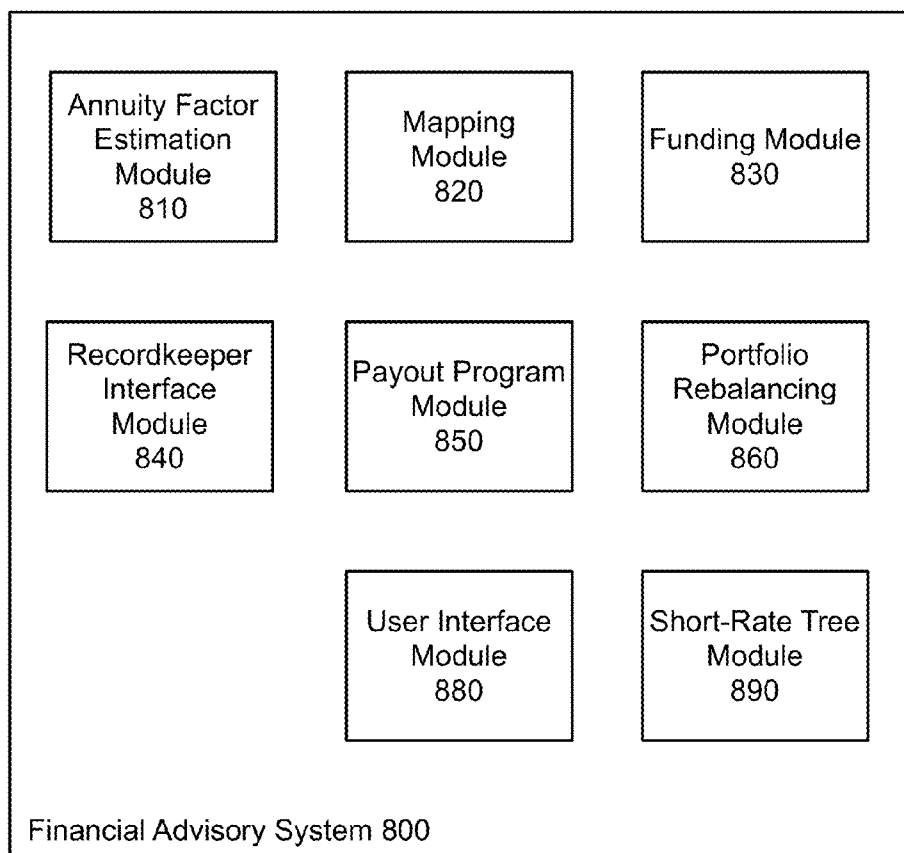 Annuity Factor
Estimation
Module
810
Mapping
Module
820
Funding Module
830
Recordkeeper
Interface
Module
840
Payout Program
Module
850
Portfolio
Rebalancing
Module
860
User Interface
Module
880
Short-Rate Tree
Module
890
Financial Advisory System 800